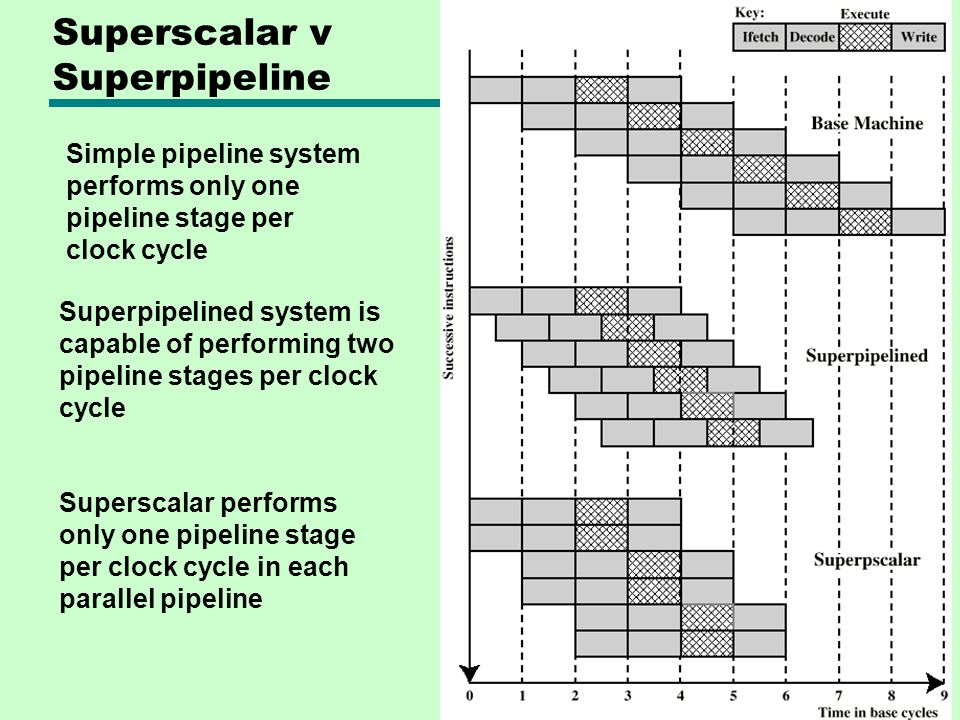 Superscalar v
Superpipeline
Simple pipeline system
performs only one
pipeline stage per
clock cycle
Superpipelined system is
capable of performing two
pipeline stages per clock
cycle
Superscalar performs
only one pipeline stage
per clock cycle in each
parallel pipeline
Key: Execute
Ifetch Decode Write
Base Machine
Successive instructions
Superpipelined
Superpscalar
0 1 2 3 4 5 6 7 8 9
Time in base cycles